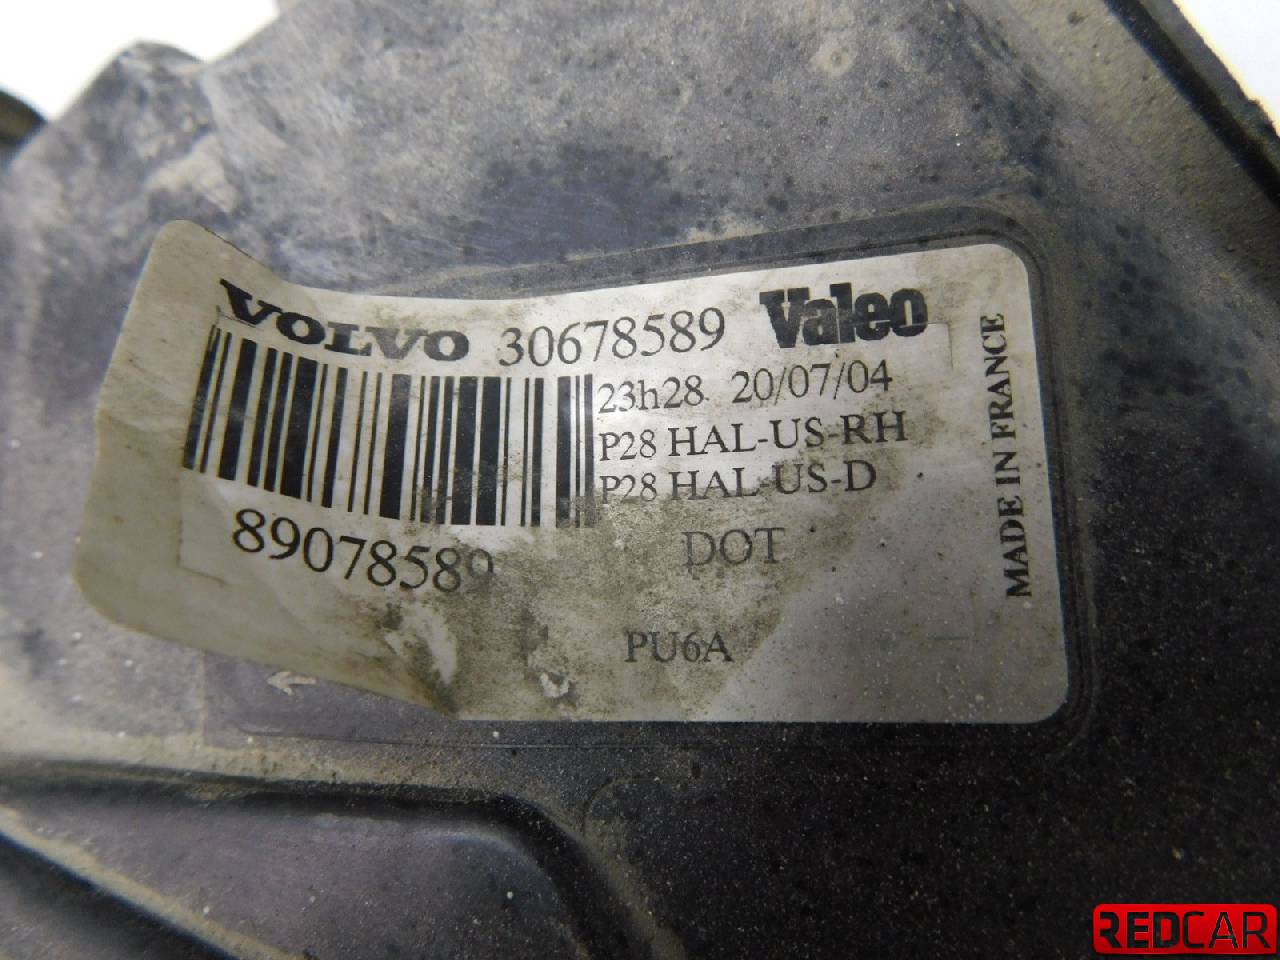 VOLVO 30678589 Valeo
23h28 20/07/04
P28 HAL-US-RH
P28 HAL-US-D
89078589
DOT
PU6A
MADE IN FRANCE
REDCAR